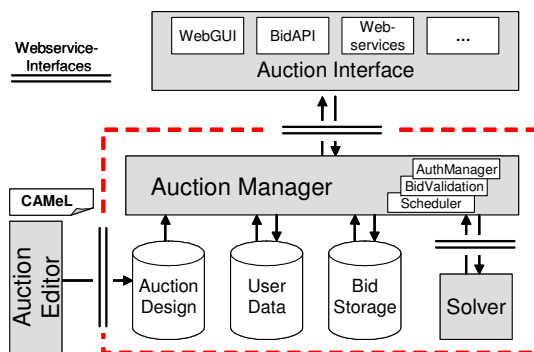 Webservice-
Interfaces
WebGUI
BidAPI
Web-
services
...
Auction Interface
Auction Manager
AuthManager
BidValidation
Scheduler
CAMeL
Auction
Editor
Auction
Design
User
Data
Bid
Storage
Solver